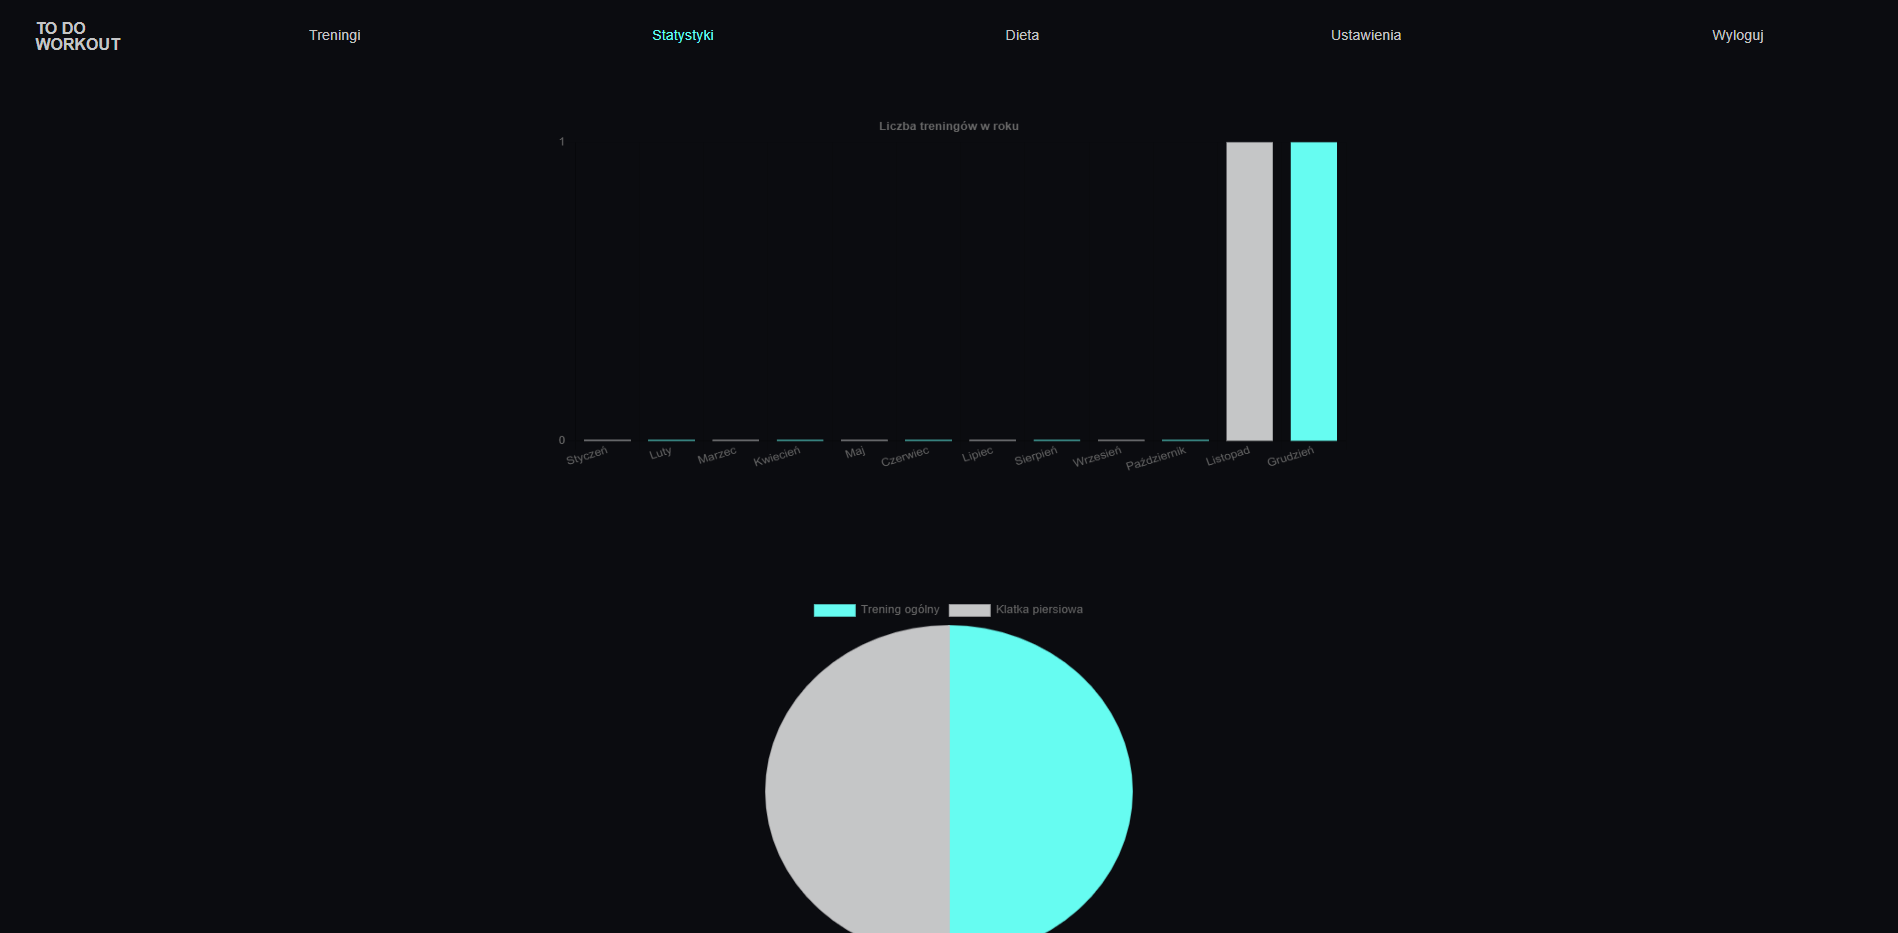 TO DO
WORKOUT
Treningi
Statystyki
Dieta
Ustawienia
Wyloguj
Liczba treningów w roku
1
0
Styczeń
Luty
Marzec
Kwiecień
Maj
Czerwiec
Lipiec
Sierpień
Wrzesień
Październik
Listopad
Grudzień
Trening ogólny
Klatka piersiowa